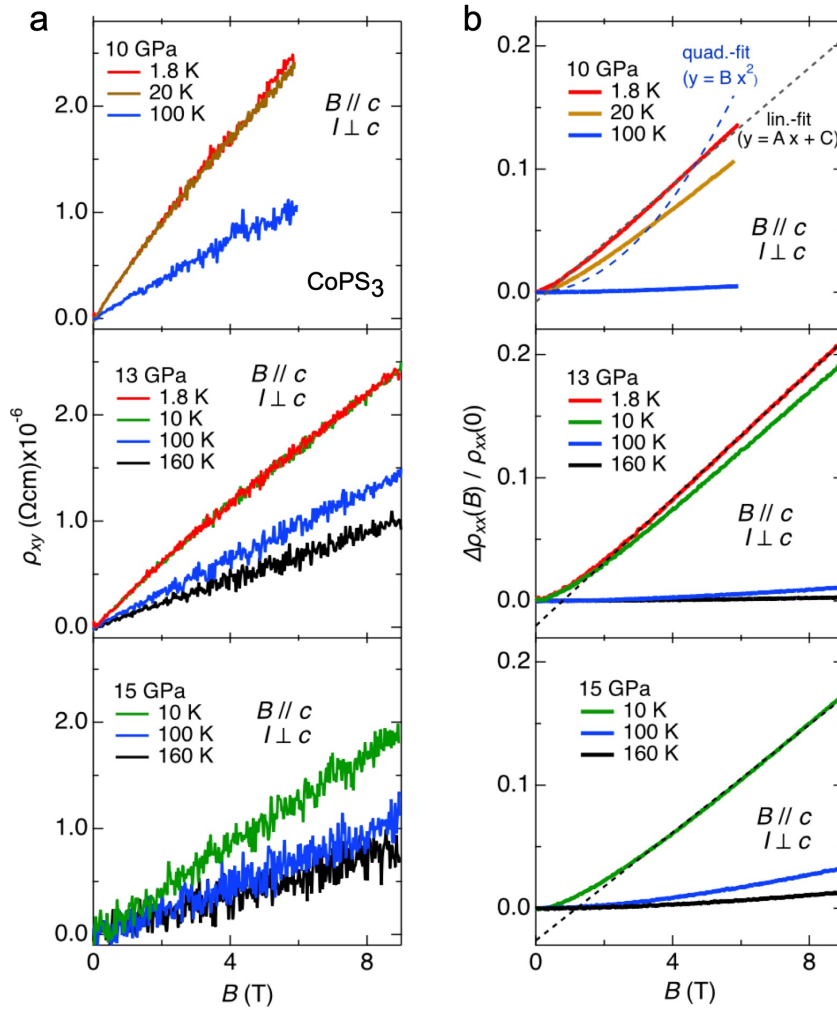 a
10 GPa
1.8 K
20 K
100 K
B // c
I ⊥ c
CoPS3
2.0
1.0
0.0
13 GPa
1.8 K
10 K
100 K
160 K
B // c
I ⊥ c
2.0
1.0
0.0
ρxy (Ωcm)x10-6
15 GPa
10 K
100 K
160 K
B // c
I ⊥ c
2.0
1.0
0.0
0
4
8
B (T)
b
0.2
0.1
0.0
10 GPa
1.8 K
20 K
100 K
quad.-fit
(y = B x2)
lin.-fit
(y = A x + C)
B // c
I ⊥ c
0.2
0.1
0.0
13 GPa
1.8 K
10 K
100 K
160 K
B // c
I ⊥ c
Δρxx(B) / ρxx(0)
0.2
0.1
0.0
15 GPa
10 K
100 K
160 K
B // c
I ⊥ c
0
4
8
B (T)